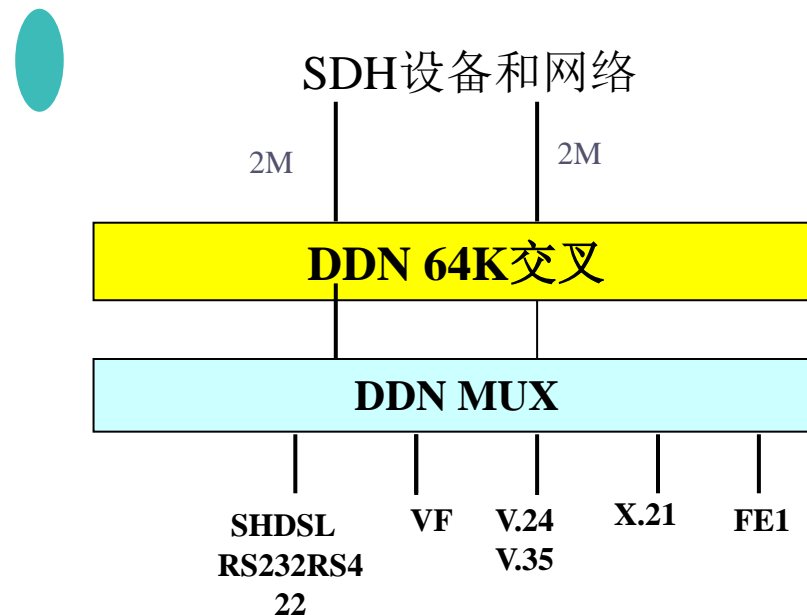 SDH设备和网络
2M
2M
DDN 64K交叉
DDN MUX
SHDSL
RS232RS4
22
VF
V.24
V.35
X.21
FE1